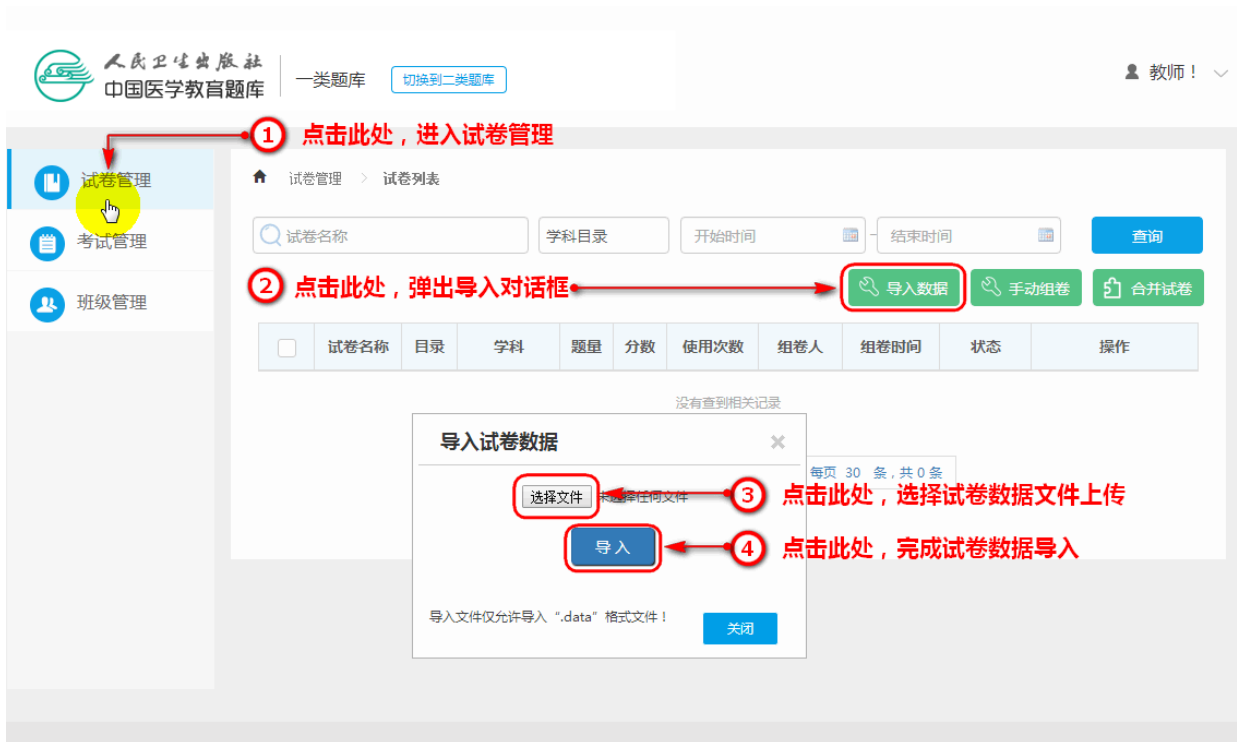 人民卫生出版社
中国医学教育题库
一类题库
切换到二类题库
教师！
1 点击此处，进入试卷管理
试卷管理
考试管理
班级管理
试卷管理 > 试卷列表
试卷名称 学科目录 开始时间 - 结束时间 查询
2 点击此处，弹出导入对话框
导入数据 手动组卷 合并试卷
试卷名称 目录 学科 题量 分数 使用次数 组卷人 组卷时间 状态 操作
没有查到相关记录
每页 30 条，共 0 条
导入试卷数据 ×
选择文件 未选择任何文件
3 点击此处，选择试卷数据文件上传
导入
4 点击此处，完成试卷数据导入
导入文件仅允许导入“.data”格式文件！
关闭